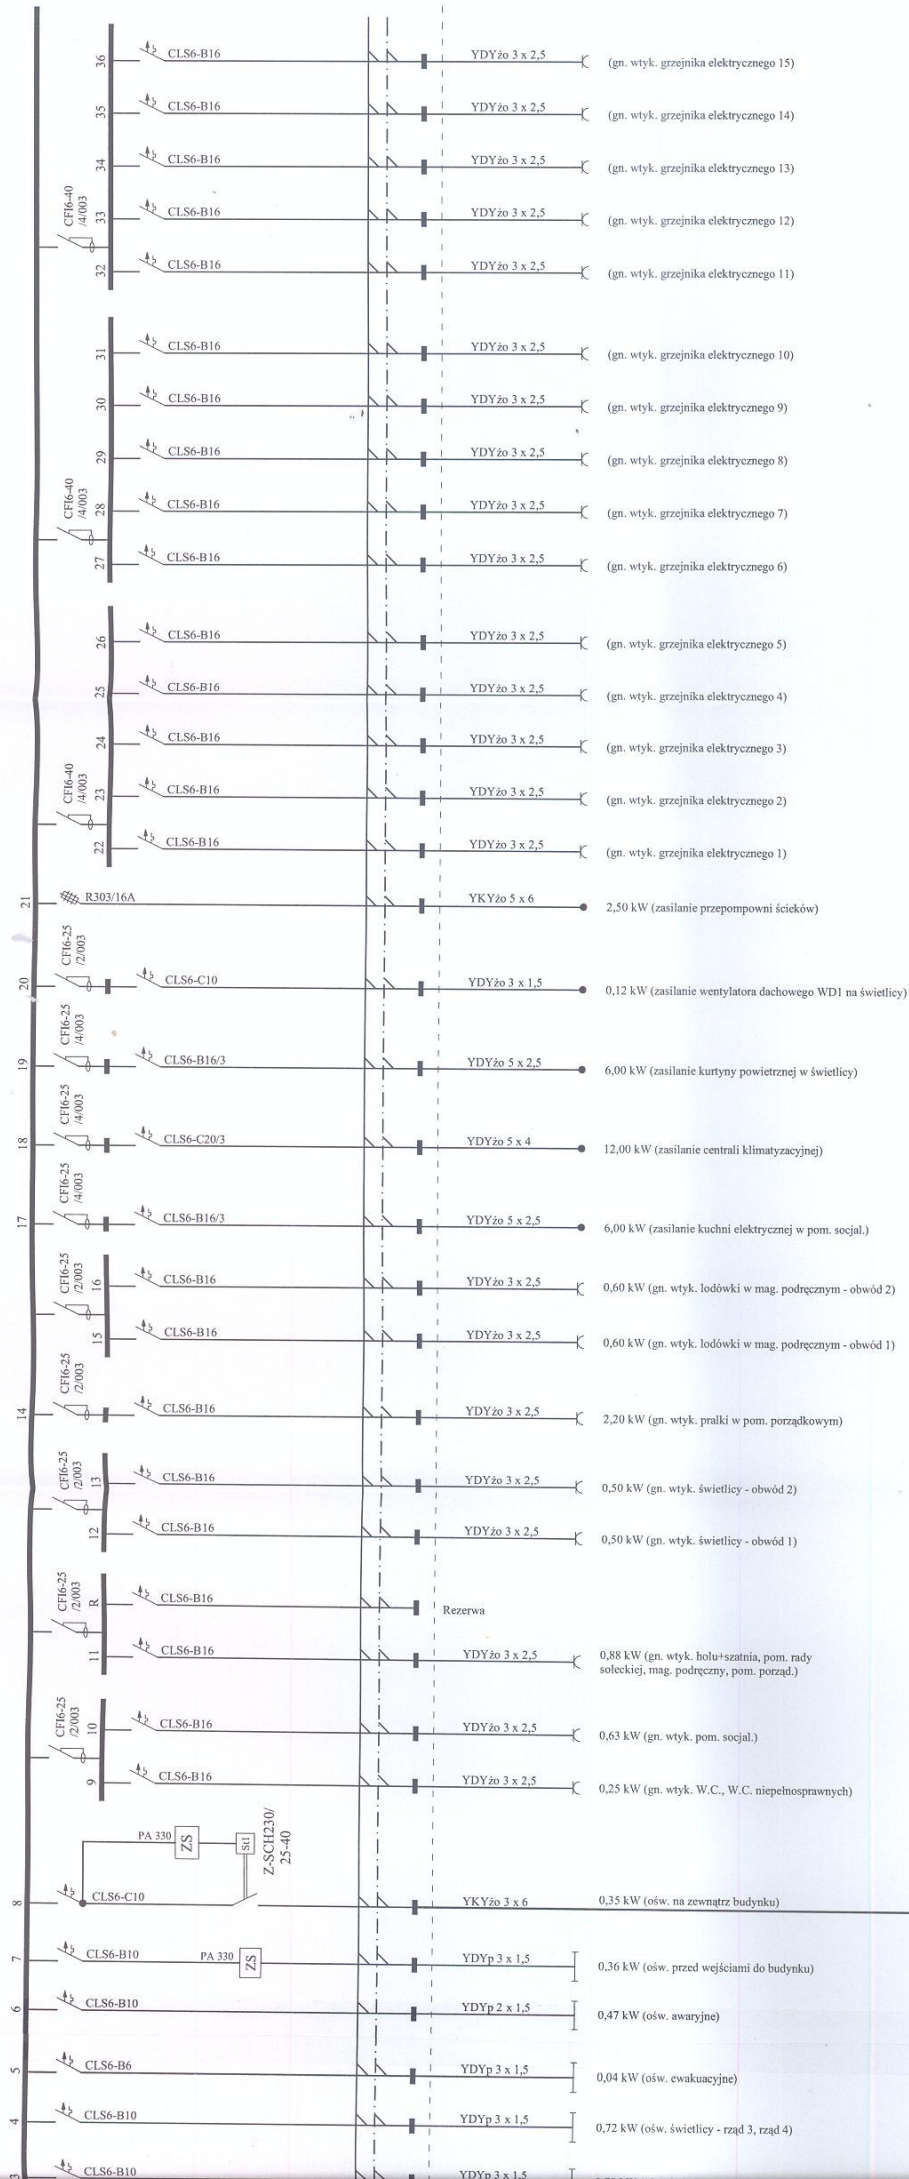 36 CLS6-B16 YDYżo 3 x 2,5 (gn. wtyk. grzejnika elektrycznego 15)
35 CLS6-B16 YDYżo 3 x 2,5 (gn. wtyk. grzejnika elektrycznego 14)
34 CLS6-B16 YDYżo 3 x 2,5 (gn. wtyk. grzejnika elektrycznego 13)
CFI6-40
/4/003
33 CLS6-B16 YDYżo 3 x 2,5 (gn. wtyk. grzejnika elektrycznego 12)
32 CLS6-B16 YDYżo 3 x 2,5 (gn. wtyk. grzejnika elektrycznego 11)
31 CLS6-B16 YDYżo 3 x 2,5 (gn. wtyk. grzejnika elektrycznego 10)
30 CLS6-B16 YDYżo 3 x 2,5 (gn. wtyk. grzejnika elektrycznego 9)
29 CLS6-B16 YDYżo 3 x 2,5 (gn. wtyk. grzejnika elektrycznego 8)
CFI6-40
/4/003
28 CLS6-B16 YDYżo 3 x 2,5 (gn. wtyk. grzejnika elektrycznego 7)
27 CLS6-B16 YDYżo 3 x 2,5 (gn. wtyk. grzejnika elektrycznego 6)
26 CLS6-B16 YDYżo 3 x 2,5 (gn. wtyk. grzejnika elektrycznego 5)
25 CLS6-B16 YDYżo 3 x 2,5 (gn. wtyk. grzejnika elektrycznego 4)
24 CLS6-B16 YDYżo 3 x 2,5 (gn. wtyk. grzejnika elektrycznego 3)
CFI6-40
/4/003
23 CLS6-B16 YDYżo 3 x 2,5 (gn. wtyk. grzejnika elektrycznego 2)
22 CLS6-B16 YDYżo 3 x 2,5 (gn. wtyk. grzejnika elektrycznego 1)
21 R303/16A YKYżo 5 x 6 2,50 kW (zasilanie przepompowni ścieków)
CFI6-25
/2/003
20 CLS6-C10 YDYżo 3 x 1,5 0,12 kW (zasilanie wentylatora dachowego WD1 na świetlicy)
CFI6-25
/4/003
19 CLS6-B16/3 YDYżo 5 x 2,5 6,00 kW (zasilanie kurtyny powietrznej w świetlicy)
CFI6-25
/4/003
18 CLS6-C20/3 YDYżo 5 x 4 12,00 kW (zasilanie centrali klimatyzacyjnej)
CFI6-25
/4/003
17 CLS6-B16/3 YDYżo 5 x 2,5 6,00 kW (zasilanie kuchni elektrycznej w pom. socjal.)
CFI6-25
/2/003
16 CLS6-B16 YDYżo 3 x 2,5 0,60 kW (gn. wtyk. lodówki w mag. podręcznym - obwód 2)
15 CLS6-B16 YDYżo 3 x 2,5 0,60 kW (gn. wtyk. lodówki w mag. podręcznym - obwód 1)
CFI6-25
/2/003
14 CLS6-B16 YDYżo 3 x 2,5 2,20 kW (gn. wtyk. pralki w pom. porządkowym)
CFI6-25
/2/003
13 CLS6-B16 YDYżo 3 x 2,5 0,50 kW (gn. wtyk. świetlicy - obwód 2)
12 CLS6-B16 YDYżo 3 x 2,5 0,50 kW (gn. wtyk. świetlicy - obwód 1)
CFI6-25
/2/003
R CLS6-B16 Rezerwa
11 CLS6-B16 YDYżo 3 x 2,5 0,88 kW (gn. wtyk. holu+szatnia, pom. rady
sołeckiej, mag. podręczny, pom. porząd.)
CFI6-25
/2/003
10 CLS6-B16 YDYżo 3 x 2,5 0,63 kW (gn. wtyk. pom. socjal.)
9 CLS6-B16 YDYżo 3 x 2,5 0,25 kW (gn. wtyk. W.C., W.C. niepełnosprawnych)
PA 330 ZS St1 Z-SCH230/
25-40
8 CLS6-C10 YKYżo 3 x 6 0,35 kW (ośw. na zewnątrz budynku)
7 CLS6-B10 PA 330 ZS YDYp 3 x 1,5 0,36 kW (ośw. przed wejściami do budynku)
6 CLS6-B10 YDYp 2 x 1,5 0,47 kW (ośw. awaryjne)
5 CLS6-B6 YDYp 3 x 1,5 0,04 kW (ośw. ewakuacyjne)
4 CLS6-B10 YDYp 3 x 1,5 0,72 kW (ośw. świetlicy - rząd 3, rząd 4)
3 CLS6-B10 YDYp 3 x 1,5